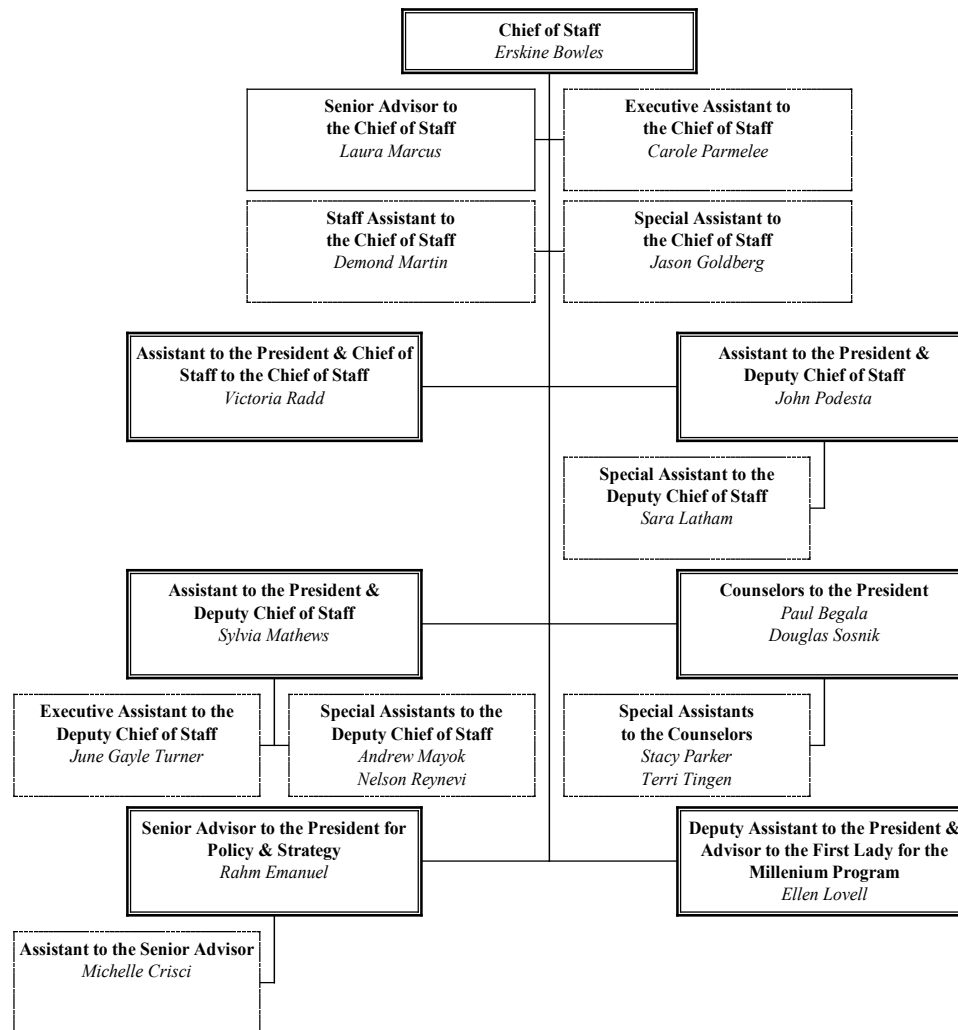 Chief of Staff
Erskine Bowles
Senior Advisor to
the Chief of Staff
Laura Marcus
Executive Assistant to
the Chief of Staff
Carole Parmelee
Staff Assistant to
the Chief of Staff
Demond Martin
Special Assistant to
the Chief of Staff
Jason Goldberg
Assistant to the President & Chief of
Staff to the Chief of Staff
Victoria Radd
Assistant to the President &
Deputy Chief of Staff
John Podesta
Special Assistant to the
Deputy Chief of Staff
Sara Latham
Assistant to the President &
Deputy Chief of Staff
Sylvia Mathews
Counselors to the President
Paul Begala
Douglas Sosnik
Executive Assistant to the
Deputy Chief of Staff
June Gayle Turner
Special Assistants to the
Deputy Chief of Staff
Andrew Mayok
Nelson Reynevi
Special Assistants
to the Counselors
Stacy Parker
Terri Tingen
Senior Advisor to the President for
Policy & Strategy
Rahm Emanuel
Deputy Assistant to the President &
Advisor to the First Lady for the
Millenium Program
Ellen Lovell
Assistant to the Senior Advisor
Michelle Crisci